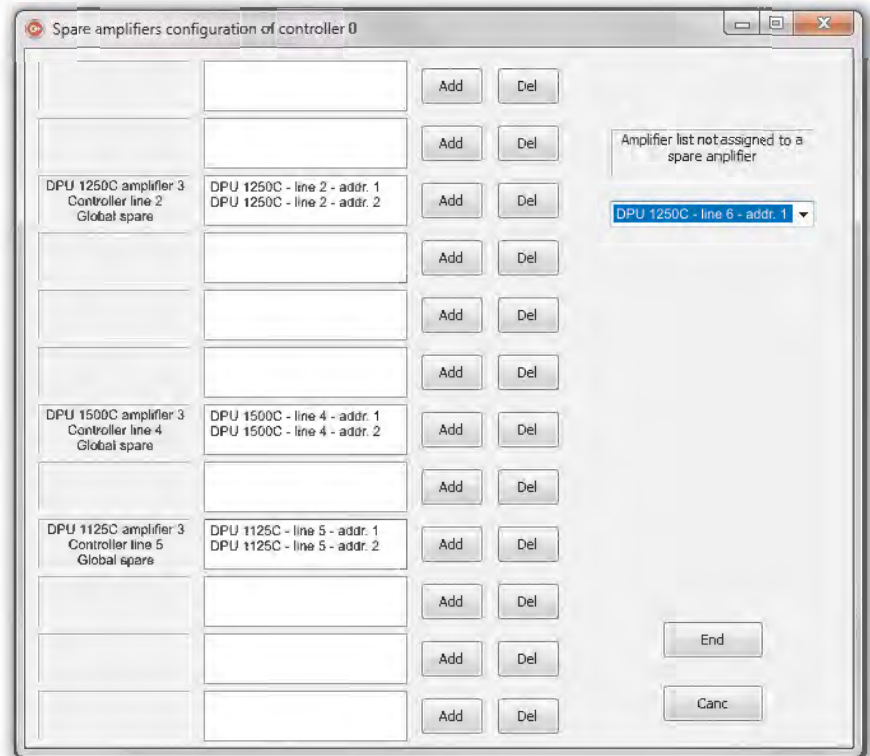 Spare amplifiers configuration of controller 0
Add Del
Add Del
Amplifier list not assigned to a
spare amplifier
DPU 1250C amplifier 3
Controller line 2
Global spare
DPU 1250C - line 2 - addr. 1
DPU 1250C - line 2 - addr. 2
Add Del
DPU 1250C - line 6 - addr. 1
Add Del
Add Del
Add Del
DPU 1500C amplifier 3
Controller line 4
Global spare
DPU 1500C - line 4 - addr. 1
DPU 1500C - line 4 - addr. 2
Add Del
Add Del
DPU 1125C amplifier 3
Controller line 5
Global spare
DPU 1125C - line 5 - addr. 1
DPU 1125C - line 5 - addr. 2
Add Del
Add Del
Add Del
Add Del
End
Canc